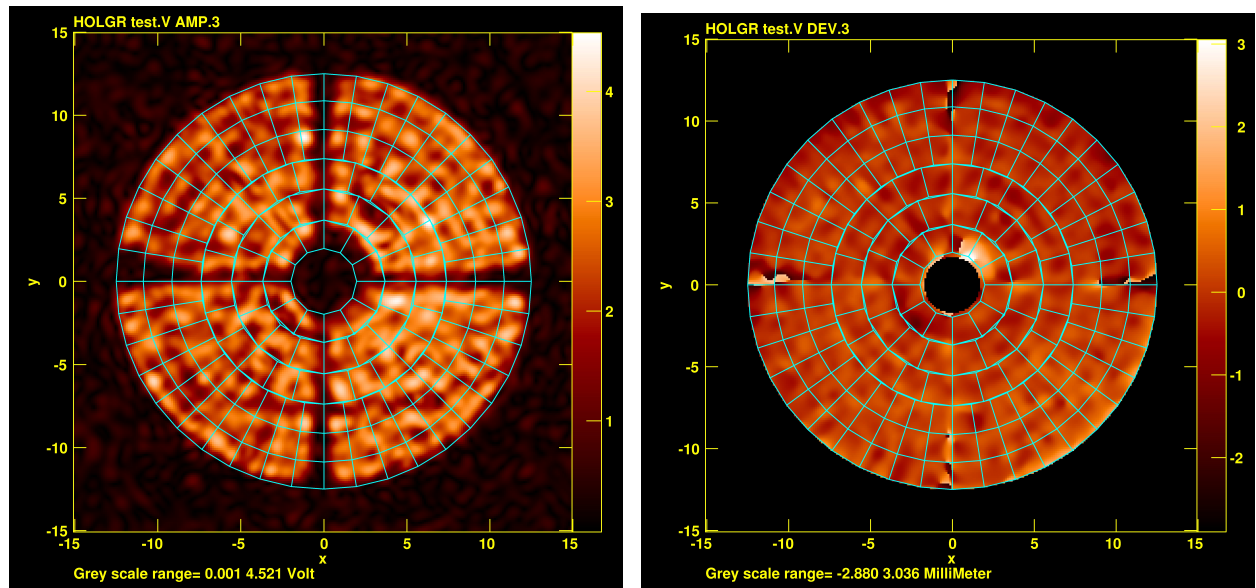 HOLGR test.V AMP.3
15
10
5
0
-5
-10
-15
y
-15 -10 -5 0 5 10 15
x
4
3
2
1
Grey scale range= 0.001 4.521 Volt
HOLGR test.V DEV.3
15
10
5
0
-5
-10
-15
y
-15 -10 -5 0 5 10 15
x
3
2
1
0
-1
-2
Grey scale range= -2.880 3.036 MilliMeter